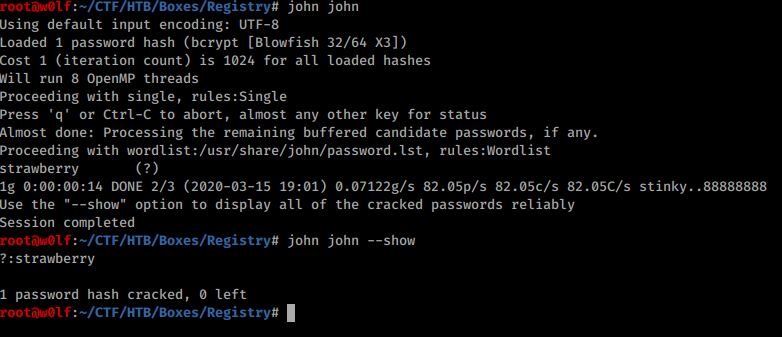 root@w0lf:~/CTF/HTB/Boxes/Registry# john john
Using default input encoding: UTF-8
Loaded 1 password hash (bcrypt [Blowfish 32/64 X3])
Cost 1 (iteration count) is 1024 for all loaded hashes
Will run 8 OpenMP threads
Proceeding with single, rules:Single
Press 'q' or Ctrl-C to abort, almost any other key for status
Almost done: Processing the remaining buffered candidate passwords, if any.
Proceeding with wordlist:/usr/share/john/password.lst, rules:Wordlist
strawberry       (?)
1g 0:00:00:14 DONE 2/3 (2020-03-15 19:01) 0.07122g/s 82.05p/s 82.05c/s 82.05C/s stinky..88888888
Use the "--show" option to display all of the cracked passwords reliably
Session completed
root@w0lf:~/CTF/HTB/Boxes/Registry# john john --show
?:strawberry
1 password hash cracked, 0 left
root@w0lf:~/CTF/HTB/Boxes/Registry#